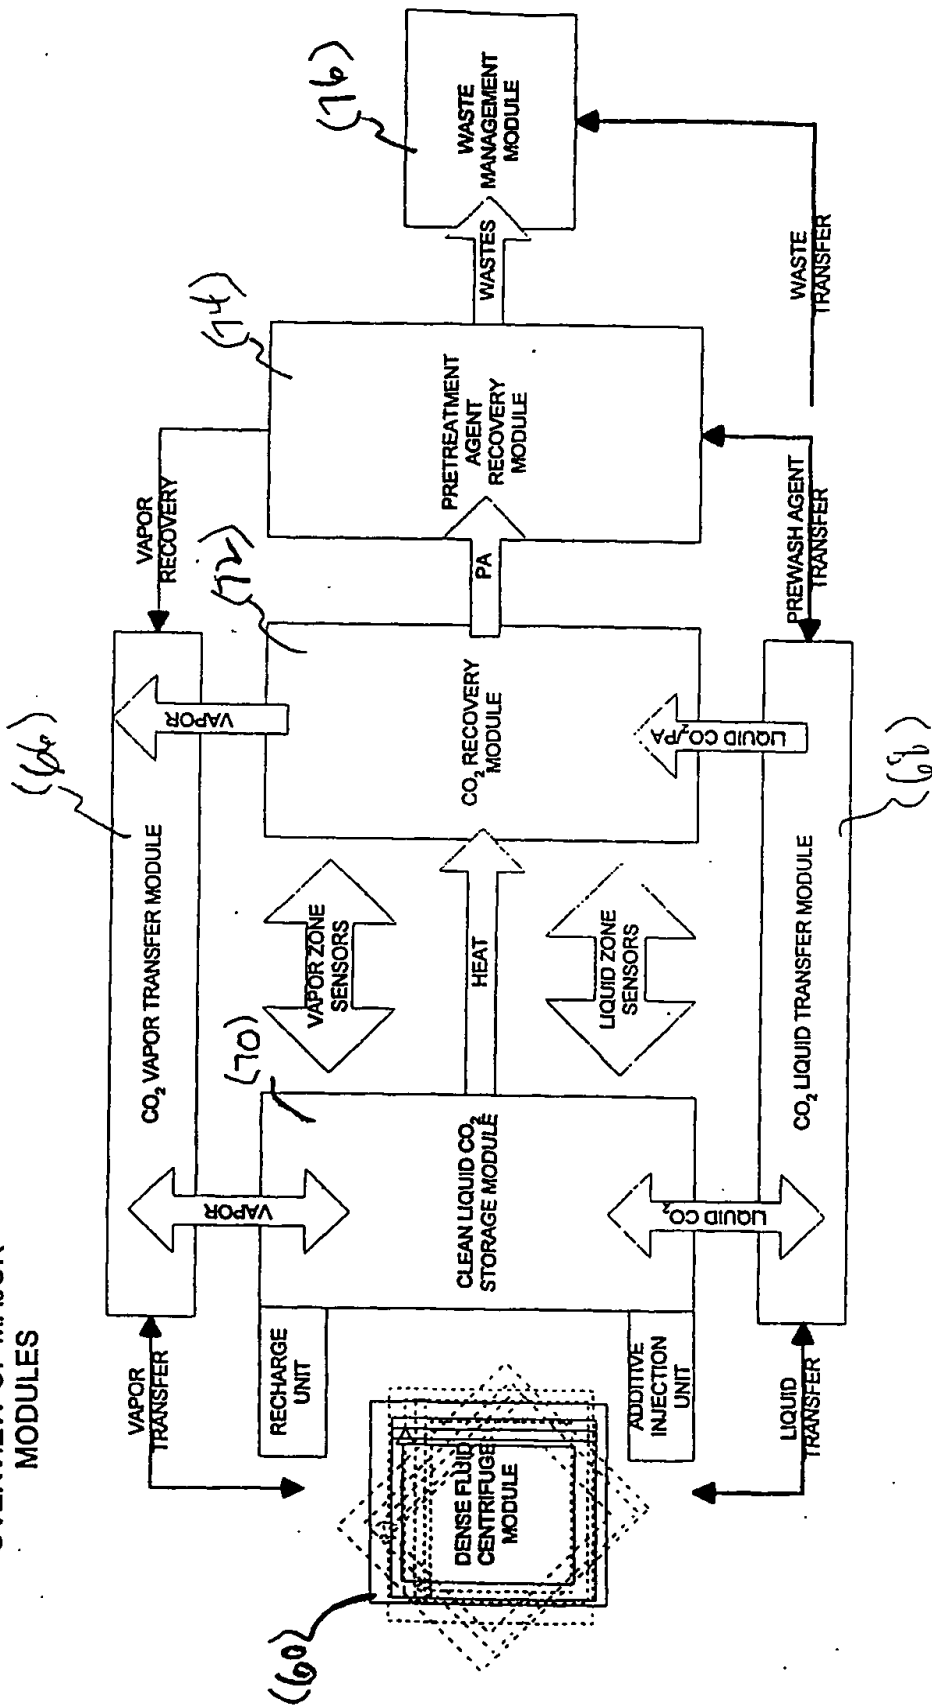 OVERVIEW OF MAJOR
MODULES
(66)
VAPOR
TRANSFER
CO₂ VAPOR TRANSFER MODULE
VAPOR
RECOVERY
VAPOR
VAPOR
(60)
(70)
(72)
(74)
(76)
RECHARGE
UNIT
VAPOR ZONE
SENSORS
DENSE FLUID
CENTRIFUGE
MODULE
CLEAN LIQUID CO₂
STORAGE MODULE
HEAT
CO₂ RECOVERY
MODULE
PA
PRETREATMENT
AGENT
RECOVERY
MODULE
WASTES
WASTE
MANAGEMENT
MODULE
LIQUID ZONE
SENSORS
ADDITIVE
INJECTION
UNIT
LIQUID CO₂
LIQUID CO₂/PA
LIQUID
TRANSFER
CO₂ LIQUID TRANSFER MODULE
PREWASH AGENT
TRANSFER
WASTE
TRANSFER